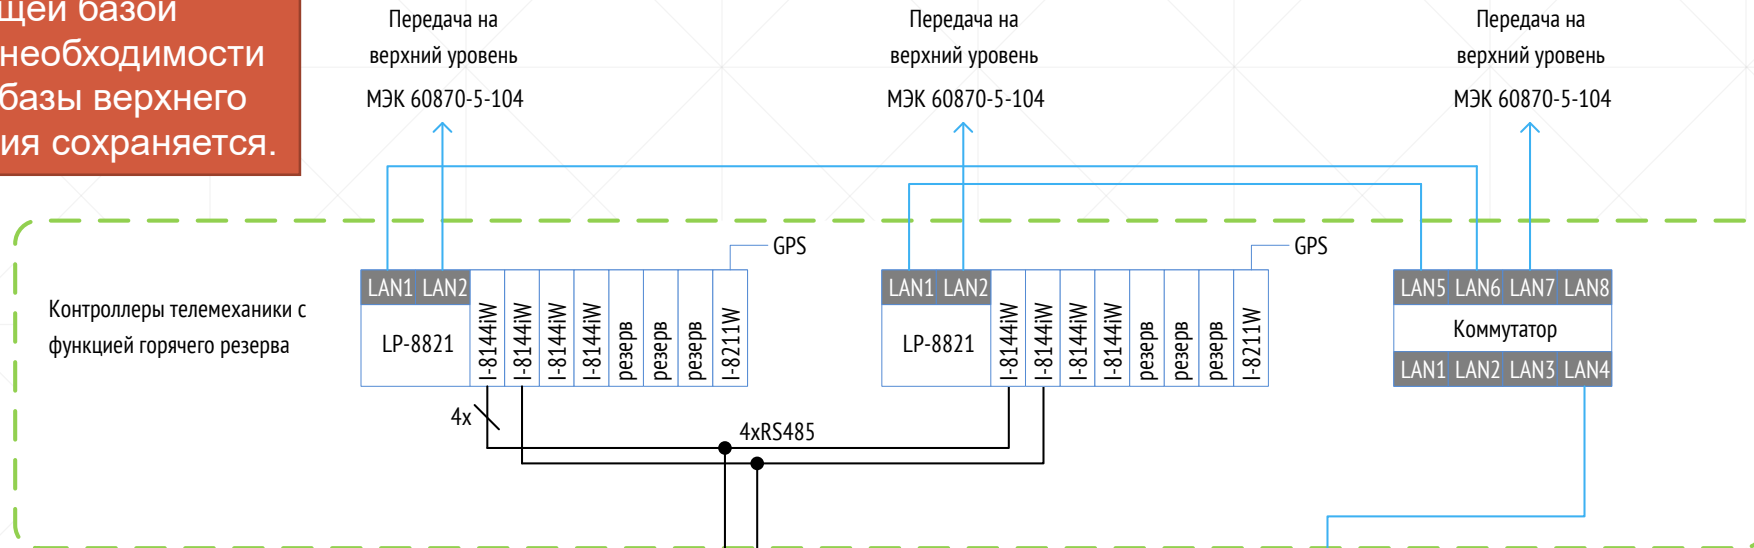 щей базой
необходимости
базы верхнего
ия сохраняется.
Передача на
верхний уровень
МЭК 60870-5-104
Передача на
верхний уровень
МЭК 60870-5-104
Передача на
верхний уровень
МЭК 60870-5-104
Контроллеры телемеханики с
функцией горячего резерва
GPS
LAN1 LAN2
LP-8821
I-8144iW
I-8144iW
I-8144iW
I-8144iW
резерв
резерв
резерв
I-8211W
GPS
LAN1 LAN2
LP-8821
I-8144iW
I-8144iW
I-8144iW
I-8144iW
резерв
резерв
резерв
I-8211W
LAN5 LAN6 LAN7 LAN8
Коммутатор
LAN1 LAN2 LAN3 LAN4
4x
4xRS485